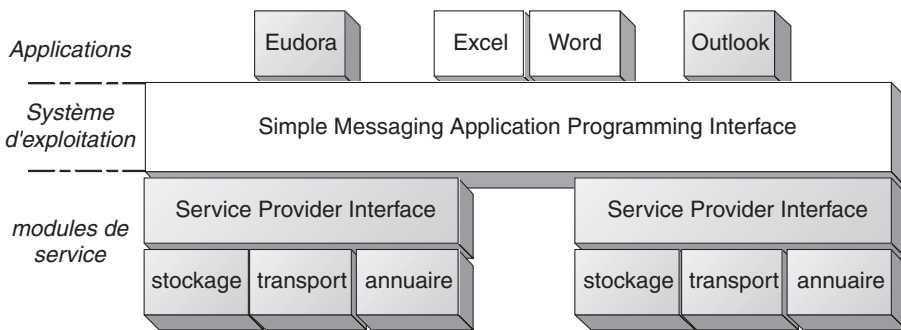 Applications
Eudora
Excel
Word
Outlook
Système
d'exploitation
Simple Messaging Application Programming Interface
modules de
service
Service Provider Interface
Service Provider Interface
stockage
transport
annuaire
stockage
transport
annuaire